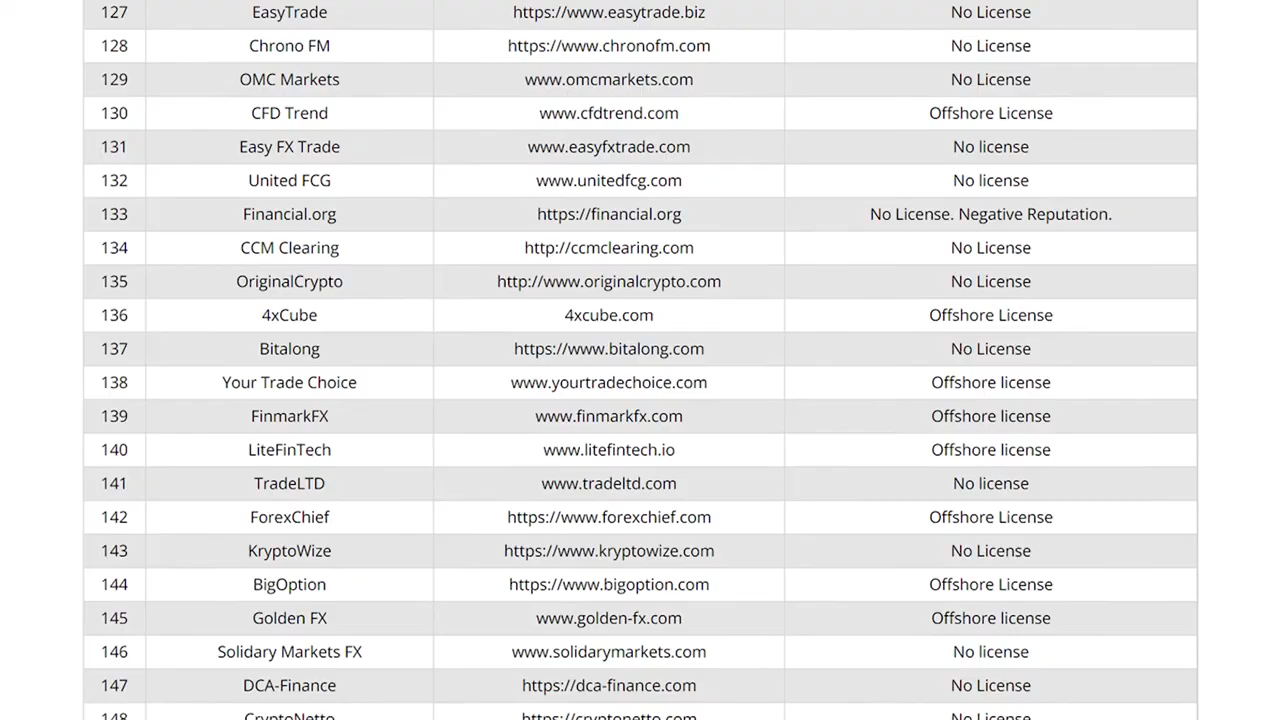 127 EasyTrade https://www.easytrade.biz No License
128 Chrono FM https://www.chronofm.com No License
129 OMC Markets www.omcmarkets.com No License
130 CFD Trend www.cfdtrend.com Offshore License
131 Easy FX Trade www.easyfxtrade.com No license
132 United FCG www.unitedfcg.com No license
133 Financial.org https://financial.org No License. Negative Reputation.
134 CCM Clearing http://ccmclearing.com No License
135 OriginalCrypto http://www.originalcrypto.com No License
136 4xCube 4xcube.com Offshore License
137 Bitalong https://www.bitalong.com No License
138 Your Trade Choice www.yourtradechoice.com Offshore license
139 FinmarkFX www.finmarkfx.com Offshore license
140 LiteFinTech www.litefintech.io Offshore license
141 TradeLTD www.tradeltd.com No license
142 ForexChief https://www.forexchief.com Offshore License
143 KryptoWize https://www.kryptowize.com No License
144 BigOption https://www.bigoption.com Offshore License
145 Golden FX www.golden-fx.com Offshore license
146 Solidary Markets FX www.solidarymarkets.com No license
147 DCA-Finance https://dca-finance.com No License
148 CryptoNetto https://cryptonetto.com No License